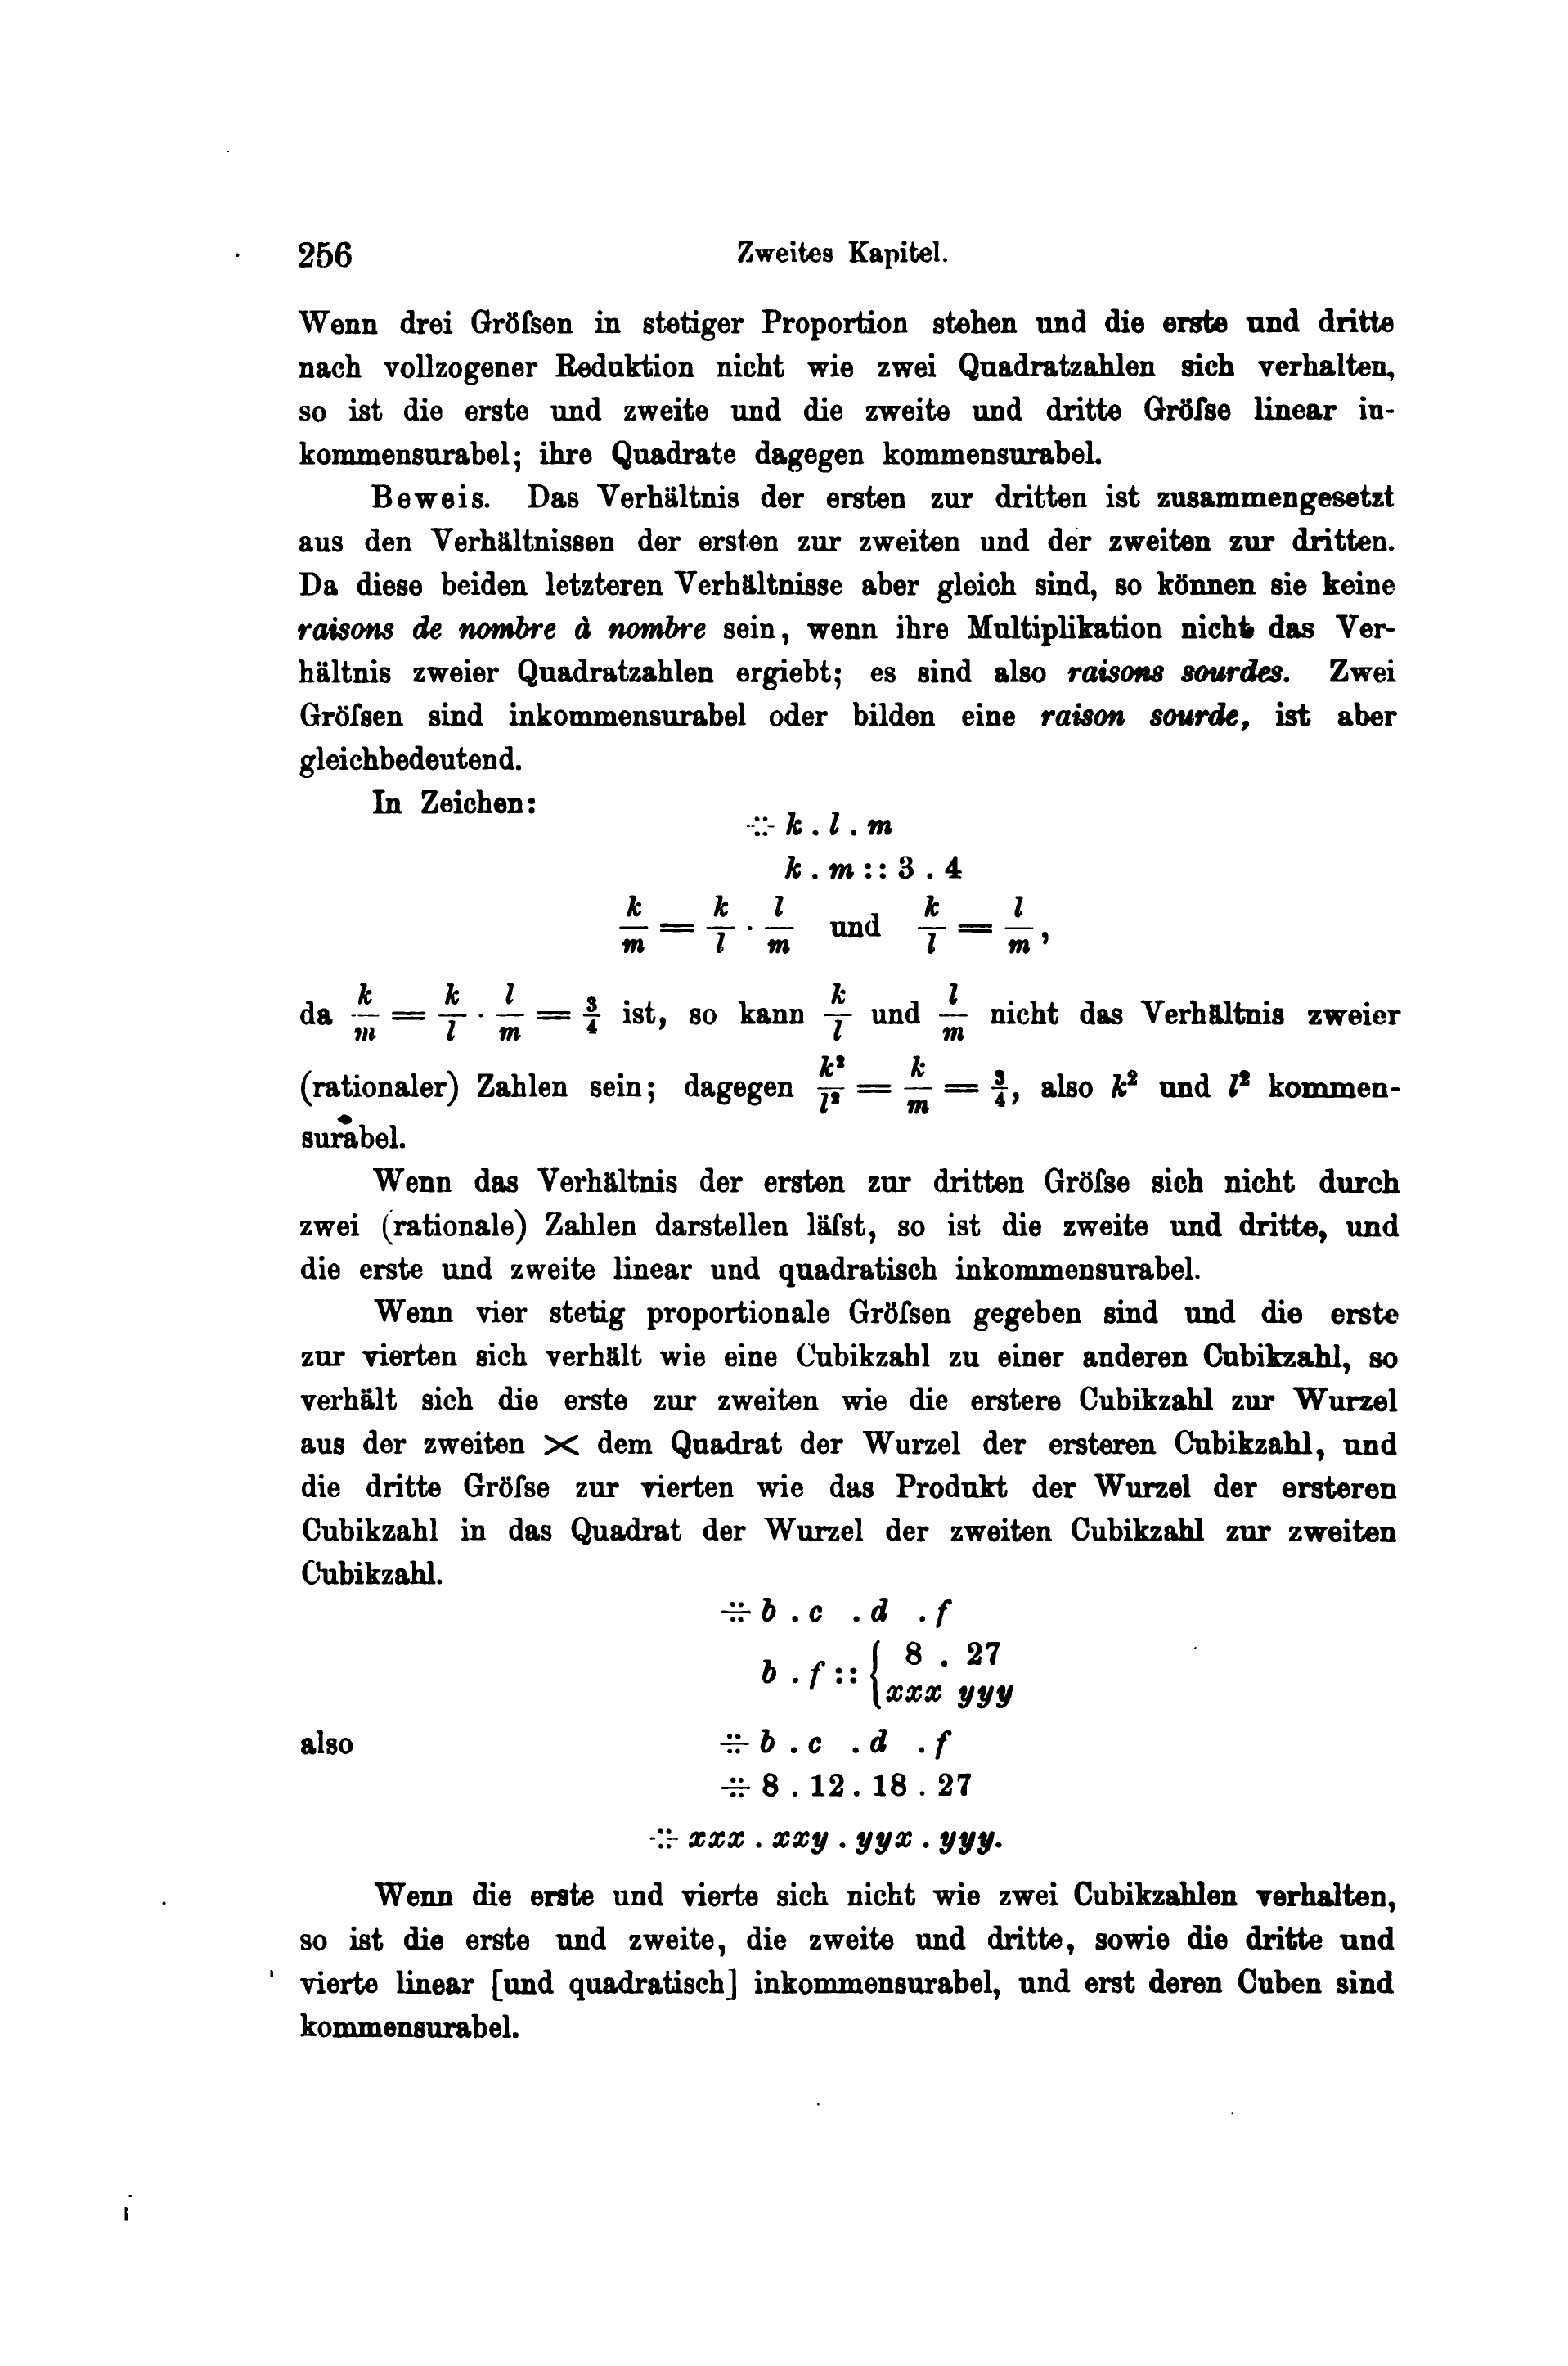 256 Zweites Kapitel.
Wenn drei Gröſsen in stetiger Proportion stehen und die erste und dritte
nach vollzogener Reduktion nicht wie zwei Quadratzahlen sich verhalten,
so ist die erste und zweite und die zweite und dritte Gröſse linear in-
kommensurabel; ihre Quadrate dagegen kommensurabel.
Beweis. Das Verhältnis der ersten zur dritten ist zusammengesetzt
aus den Verhältnissen der ersten zur zweiten und der zweiten zur dritten.
Da diese beiden letzteren Verhältnisse aber gleich sind, so können sie keine
raisons de nombre à nombre sein, wenn ihre Multiplikation nicht das Ver-
hältnis zweier Quadratzahlen ergiebt; es sind also raisons sourdes. Zwei
Gröſsen sind inkommensurabel oder bilden eine raison sourde, ist aber
gleichbedeutend.
In Zeichen:
∺ k . l . m
k . m :: 3 . 4
k/m = k/l · l/m und k/l = l/m,
da k/m = k/l · l/m = 3/4 ist, so kann k/l und l/m nicht das Verhältnis zweier
(rationaler) Zahlen sein; dagegen k²/l² = k/m = 3/4, also k² und l² kommen-
surabel.
Wenn das Verhältnis der ersten zur dritten Gröſse sich nicht durch
zwei (rationale) Zahlen darstellen läſst, so ist die zweite und dritte, und
die erste und zweite linear und quadratisch inkommensurabel.
Wenn vier stetig proportionale Gröſsen gegeben sind und die erste
zur vierten sich verhält wie eine Cubikzahl zu einer anderen Cubikzahl, so
verhält sich die erste zur zweiten wie die erstere Cubikzahl zur Wurzel
aus der zweiten × dem Quadrat der Wurzel der ersteren Cubikzahl, und
die dritte Gröſse zur vierten wie das Produkt der Wurzel der ersteren
Cubikzahl in das Quadrat der Wurzel der zweiten Cubikzahl zur zweiten
Cubikzahl.
∺ b . c . d . f
b . f :: { 8 . 27
xxx yyy
also ∺ b . c . d . f
∺ 8 . 12 . 18 . 27
∺ xxx . xxy . yyx . yyy.
Wenn die erste und vierte sich nicht wie zwei Cubikzahlen verhalten,
so ist die erste und zweite, die zweite und dritte, sowie die dritte und
vierte linear [und quadratisch] inkommensurabel, und erst deren Cuben sind
kommensurabel.